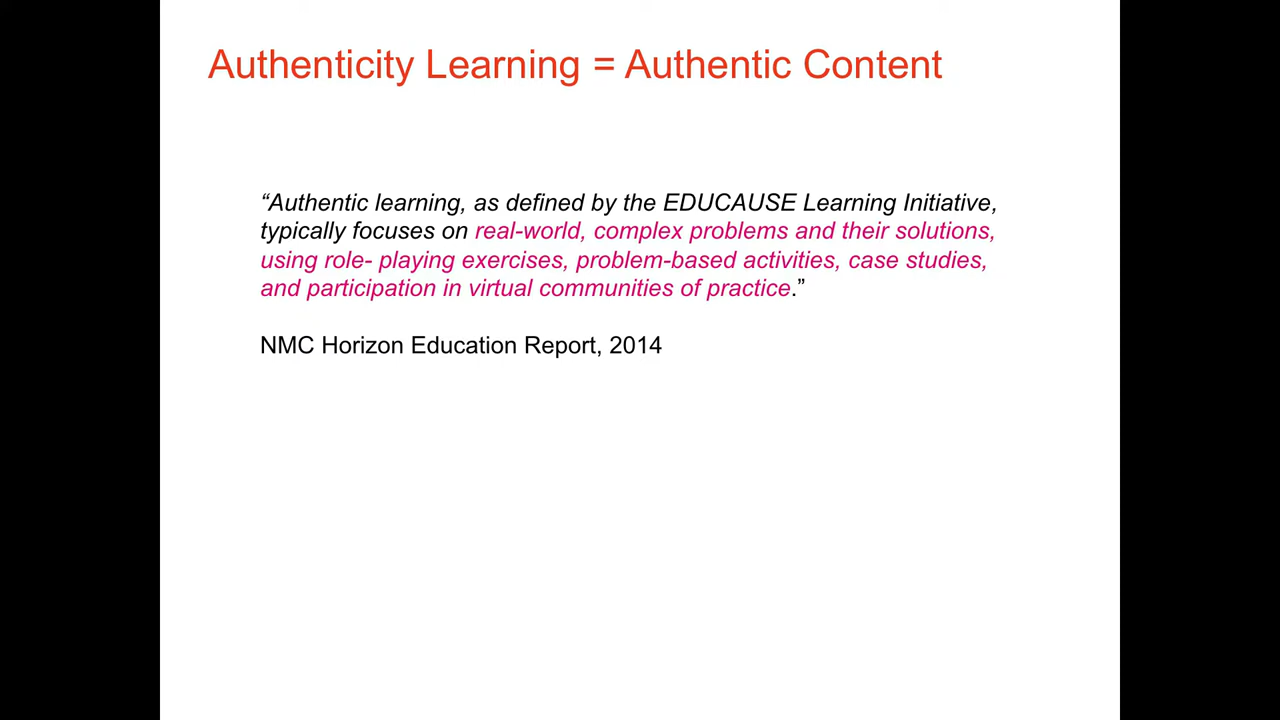 Authenticity Learning = Authentic Content
“Authentic learning, as defined by the EDUCAUSE Learning Initiative,
typically focuses on real-world, complex problems and their solutions,
using role- playing exercises, problem-based activities, case studies,
and participation in virtual communities of practice.”
NMC Horizon Education Report, 2014